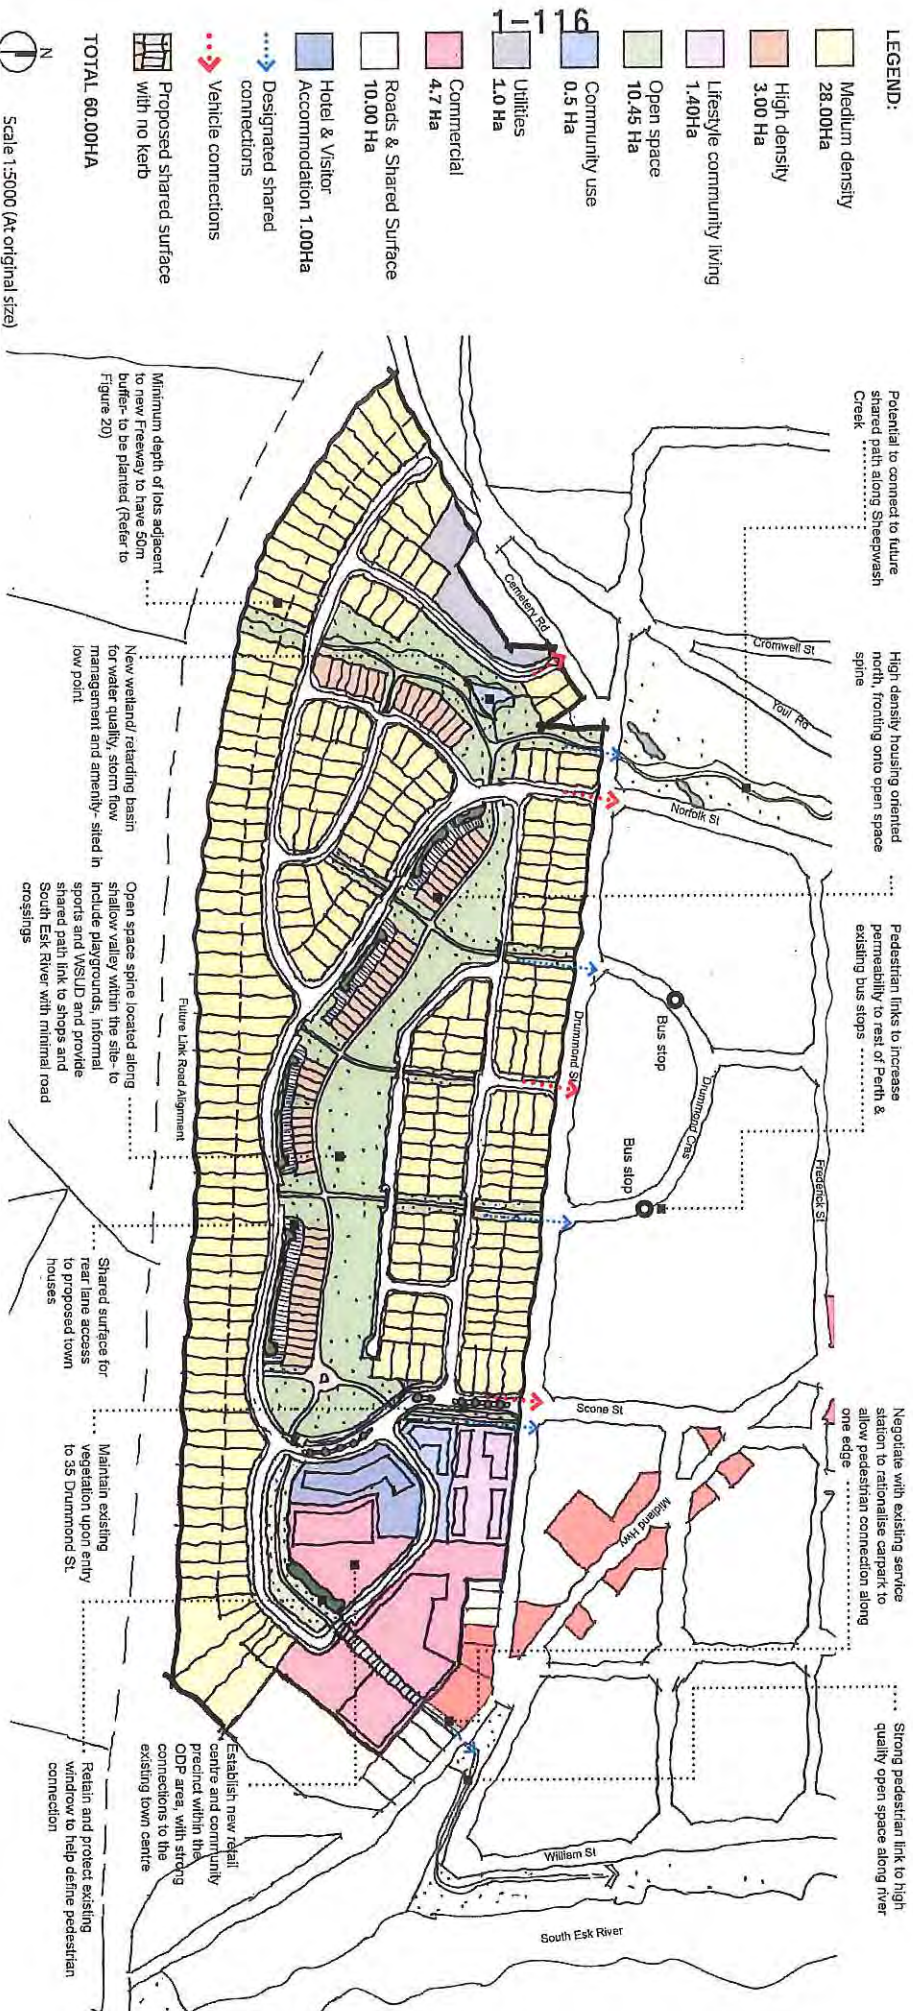 1-116
LEGEND:
Medium density
28.00Ha
High density
3.00 Ha
Lifestyle community living
1.40Ha
Open space
10.45 Ha
Community use
0.5 Ha
Utilities
1.0 Ha
Commercial
4.7 Ha
Roads & Shared Surface
10.00 Ha
Hotel & Visitor
Accommodation 1.00Ha
Designated shared
connections
Vehicle connections
Proposed shared surface
with no kerb
TOTAL 60.00HA
N
Scale 1:5000 (At original size)
Potential to connect to future
shared path along Sheepwash
Creek
High density housing oriented
north, fronting onto open space
spine
Pedestrian links to increase
permeability to rest of Perth &
existing bus stops
Negotiate with existing service
station to rationalise carpark to
allow pedestrian connection along
one edge
Strong pedestrian link to high
quality open space along river
Cemetery Rd
Cromwell St
Youl Rd
Norfolk St
Bus stop
Drummond Cres
Bus stop
Drummond St
Frederick St
Scone St
Midland Hwy
William St
South Esk River
Future Link Road Alignment
Minimum depth of lots adjacent
to new Freeway to have 50m
buffer- to be planted (Refer to
Figure 20)
New wetland/ retarding basin
for water quality, storm flow
management and amenity- sited in
low point
Open space spine located along
shallow valley within the site- to
include playgrounds, informal
sports and WSUD and provide
shared path link to shops and
South Esk River with minimal road
crossings
Shared surface for
rear lane access
to proposed town
houses
Maintain existing
vegetation upon entry
to 35 Drummond St.
Establish new retail
centre and community
precinct within the
ODP area, with strong
connections to the
existing town centre
Retain and protect existing
windrow to help define pedestrian
connection